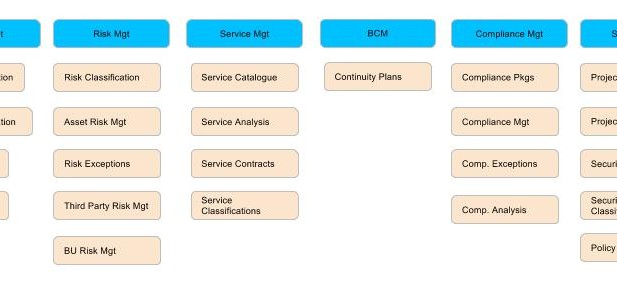 t
Risk Mgt
Service Mgt
BCM
Compliance Mgt
S
ion
Risk Classification
Service Catalogue
Continuity Plans
Compliance Pkgs
Projec
tion
Asset Risk Mgt
Service Analysis
Compliance Mgt
Projec
Risk Exceptions
Service Contracts
Comp. Exceptions
Securi
Third Party Risk Mgt
Service
Classifications
Comp. Analysis
Securi
Classi
BU Risk Mgt
Policy